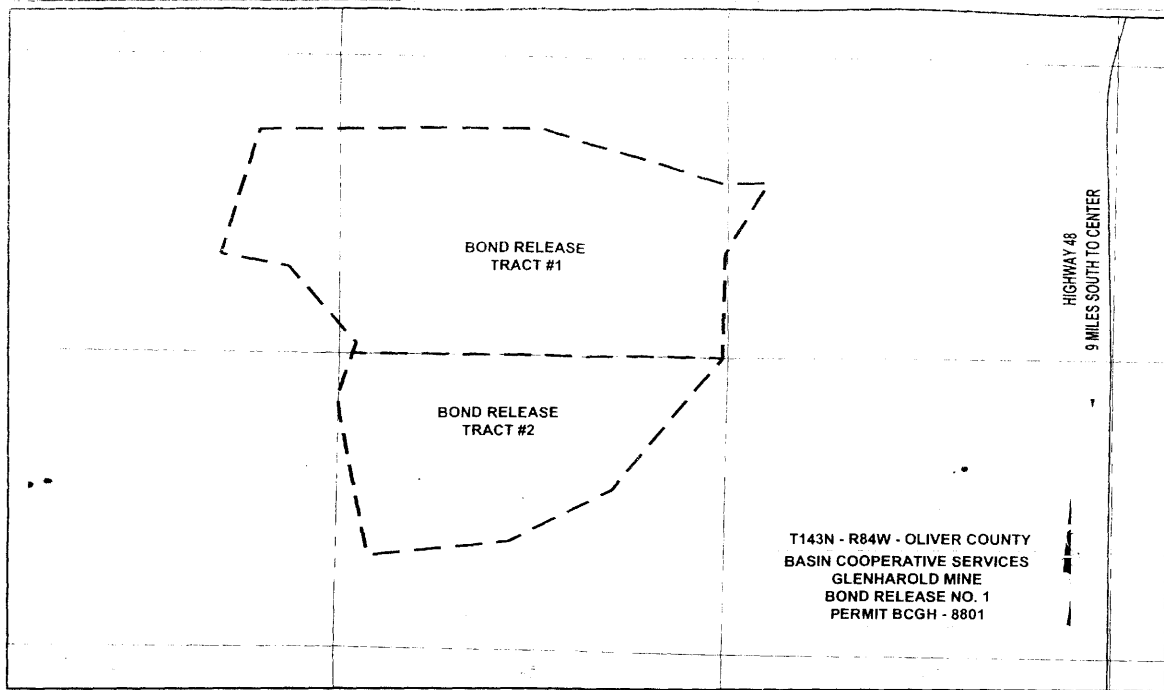 BOND RELEASE
TRACT #1
HIGHWAY 48
9 MILES SOUTH TO CENTER
BOND RELEASE
TRACT #2
T143N - R84W - OLIVER COUNTY
BASIN COOPERATIVE SERVICES
GLENHAROLD MINE
BOND RELEASE NO. 1
PERMIT BCGH - 8801